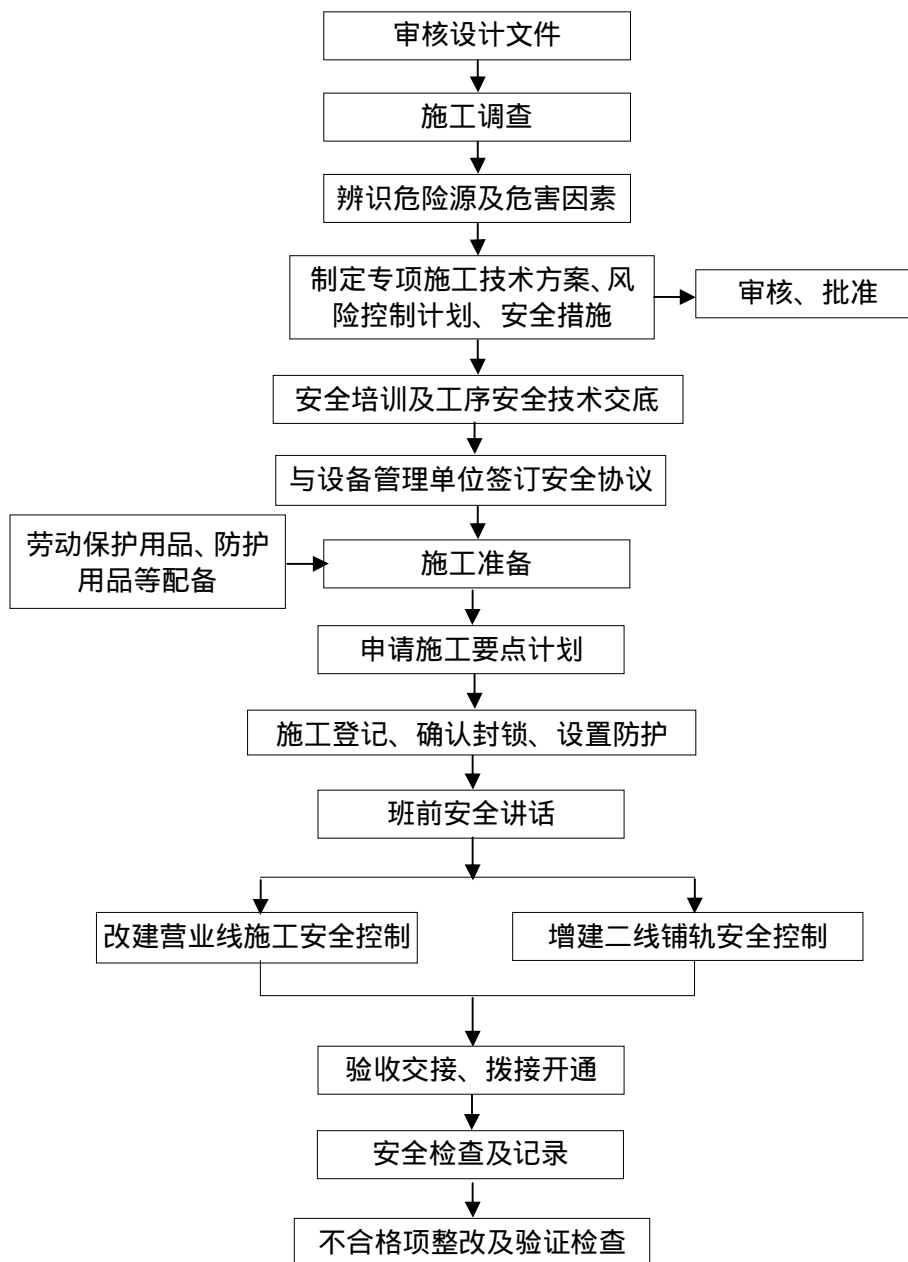 审核设计文件
施工调查
辨识危险源及危害因素
制定专项施工技术方案、风
险控制计划、安全措施
审核、批准
安全培训及工序安全技术交底
与设备管理单位签订安全协议
劳动保护用品、防护
用品等配备
施工准备
申请施工要点计划
施工登记、确认封锁、设置防护
班前安全讲话
改建营业线施工安全控制
增建二线铺轨安全控制
验收交接、拨接开通
安全检查及记录
不合格项整改及验证检查